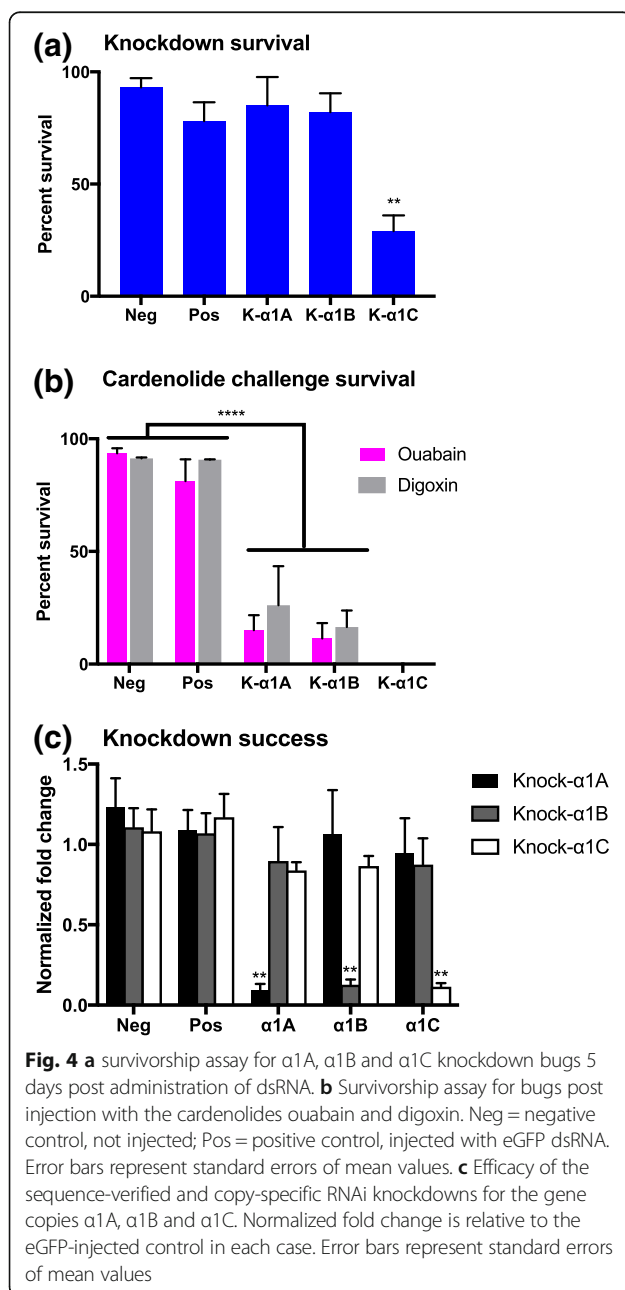 (a) Knockdown survival
100
50
0
Percent survival
**
Neg Pos K-α1A K-α1B K-α1C
(b) Cardenolide challenge survival
****
100
50
0
Percent survival
Ouabain
Digoxin
Neg Pos K-α1A K-α1B K-α1C
(c) Knockdown success
1.5
1.0
0.5
0.0
Normalized fold change
Knock-α1A
Knock-α1B
Knock-α1C
** ** **
Neg Pos α1A α1B α1C
Fig. 4 a survivorship assay for α1A, α1B and α1C knockdown bugs 5
days post administration of dsRNA. b Survivorship assay for bugs post
injection with the cardenolides ouabain and digoxin. Neg = negative
control, not injected; Pos = positive control, injected with eGFP dsRNA.
Error bars represent standard errors of mean values. c Efficacy of the
sequence-verified and copy-specific RNAi knockdowns for the gene
copies α1A, α1B and α1C. Normalized fold change is relative to the
eGFP-injected control in each case. Error bars represent standard errors
of mean values